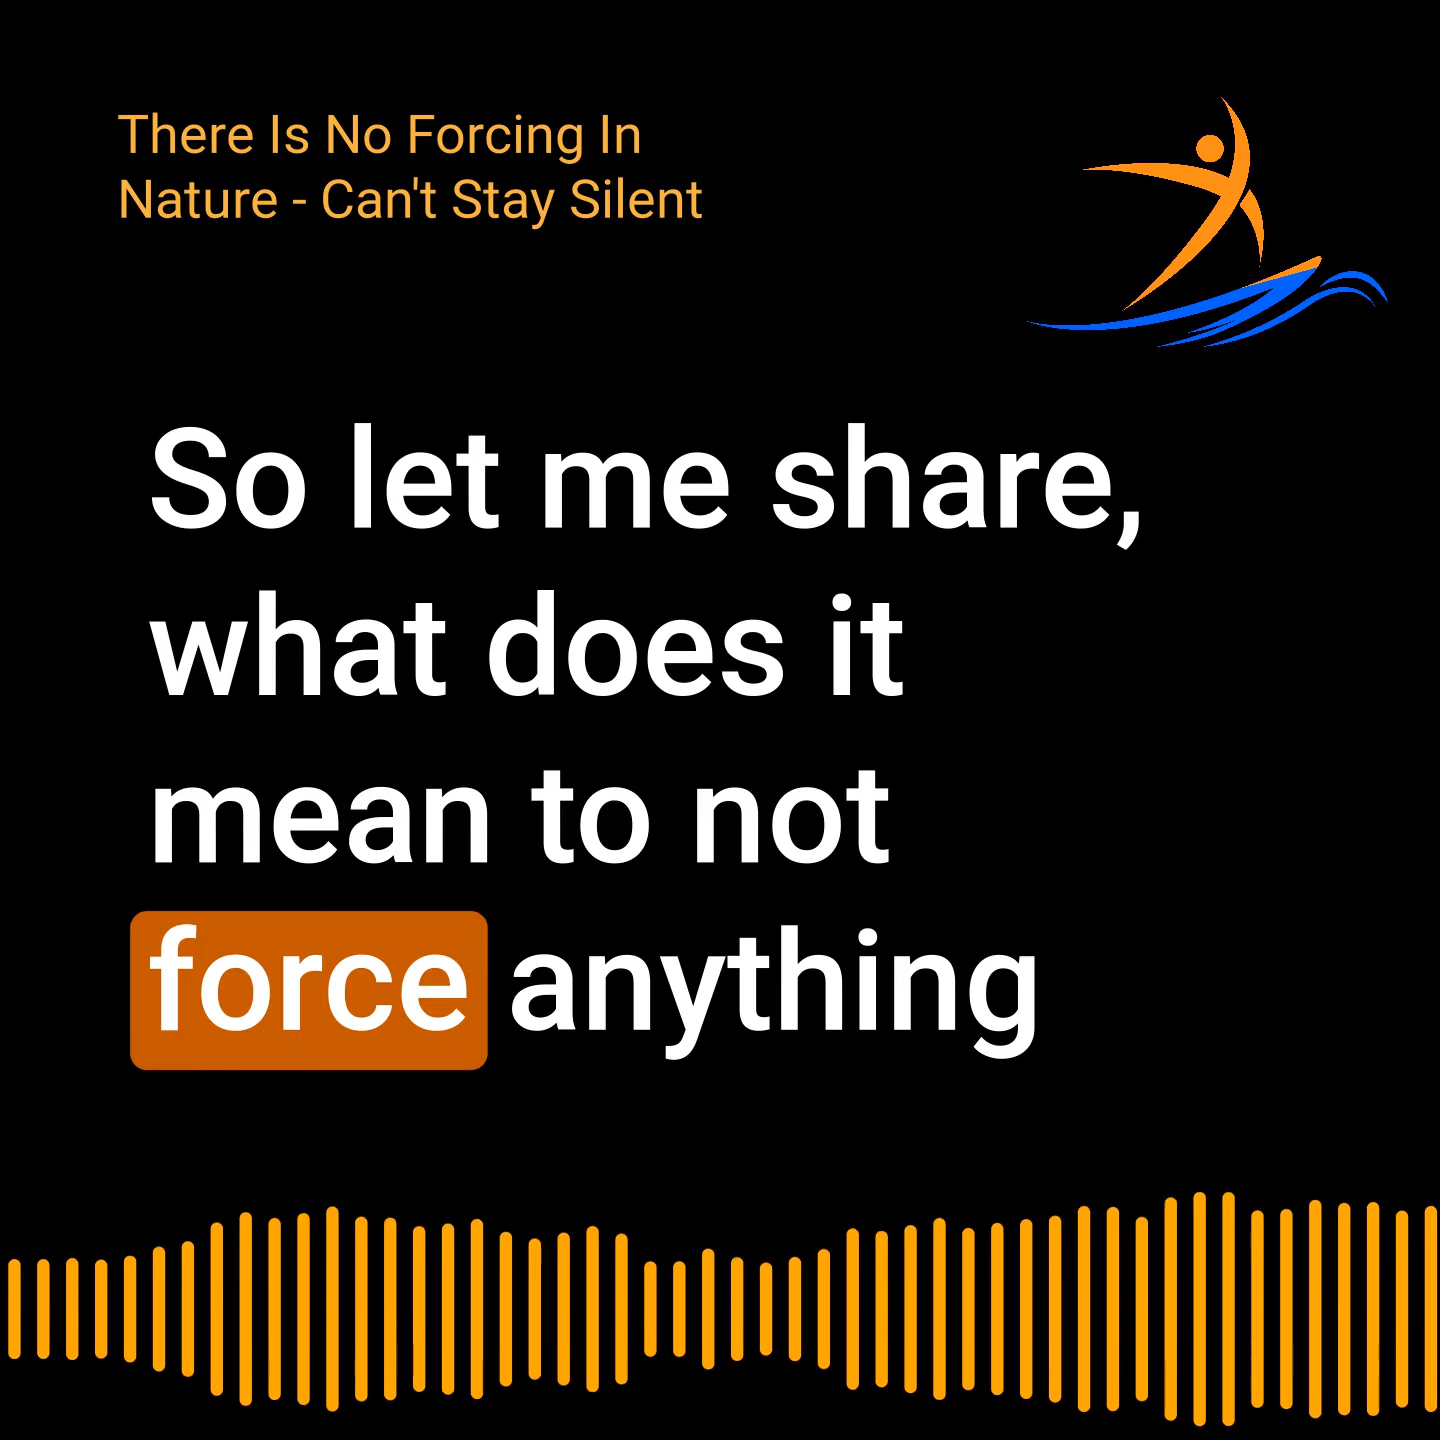 There Is No Forcing In
Nature - Can't Stay Silent
So let me share,
what does it
mean to not
force anything